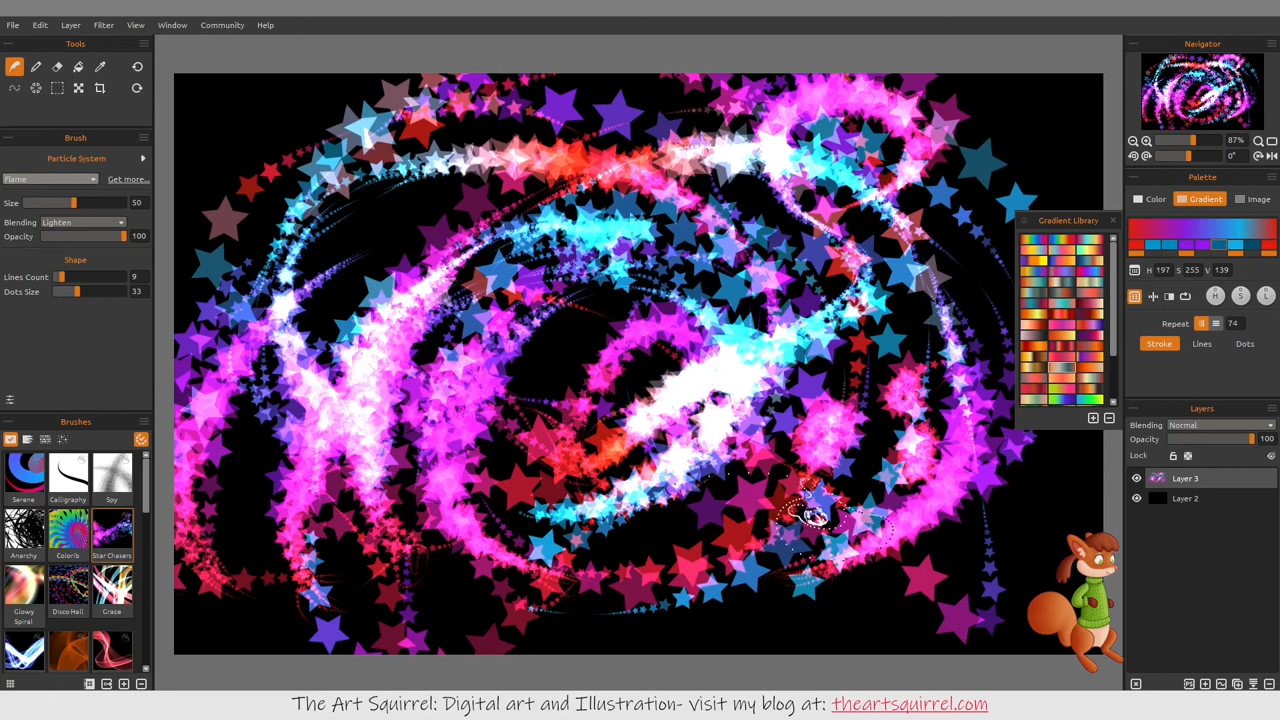 File Edit Layer Filter View Window Community Help
Tools
Brush
Particle System
Flame Get more...
Size 50
Blending Lighten
Opacity 100
Shape
Lines Count 9
Dots Size 33
Brushes
Serene Calligraphy Spy
Anarchy Colorib Star Chasers
Glowy Spiral Disco Hall Grace
Gradient Library
Navigator
87%
0°
Palette
Color Gradient Image
H 197 S 255 V 139
H S L
Repeat 74
Stroke Lines Dots
Layers
Blending Normal
Opacity 100
Lock
Layer 3
Layer 2
The Art Squirrel: Digital art and Illustration- visit my blog at: theartsquirrel.com